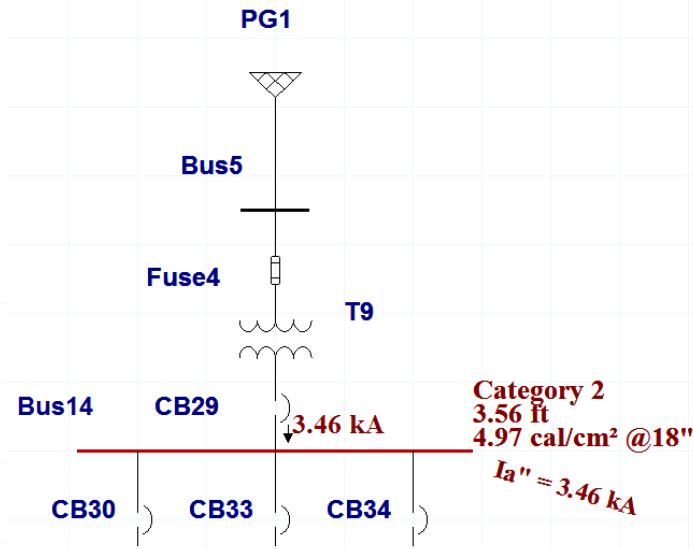 PG1
Bus5
Fuse4
T9
Bus14
CB29
3.46 kA
Category 2
3.56 ft
4.97 cal/cm² @18"
Ia" = 3.46 kA
CB30
CB33
CB34